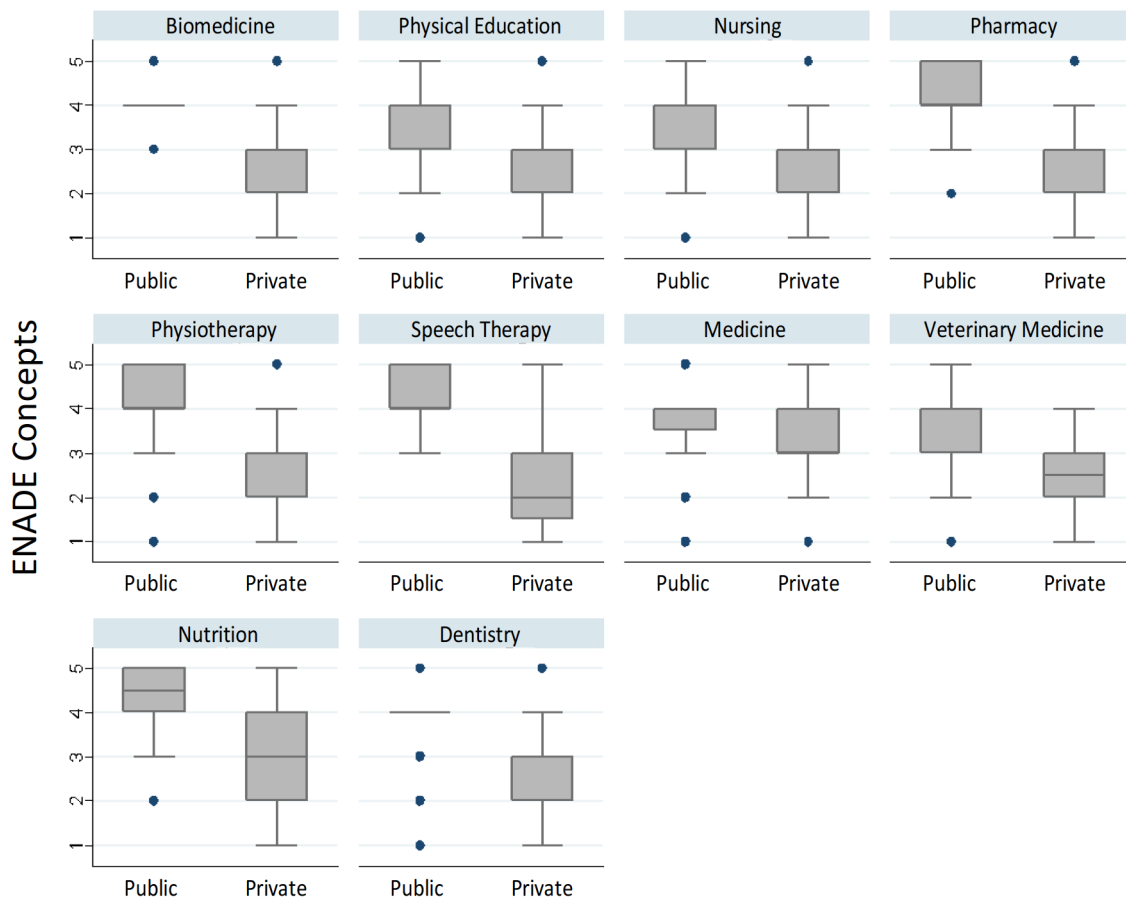 Biomedicine Physical Education Nursing Pharmacy
5
4
3
2
1
Public Private Public Private Public Private Public Private
ENADE Concepts
Physiotherapy Speech Therapy Medicine Veterinary Medicine
5
4
3
2
1
Public Private Public Private Public Private Public Private
Nutrition Dentistry
5
4
3
2
1
Public Private Public Private